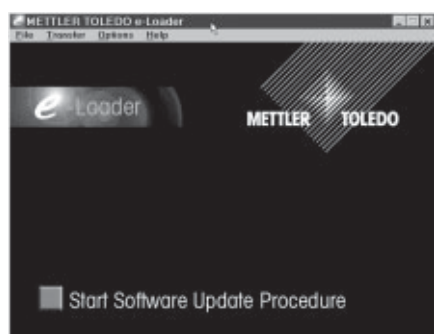 METTLER TOLEDO e-Loader
File Transfer Options Help
e-Loader
METTLER TOLEDO
Start Software Update Procedure